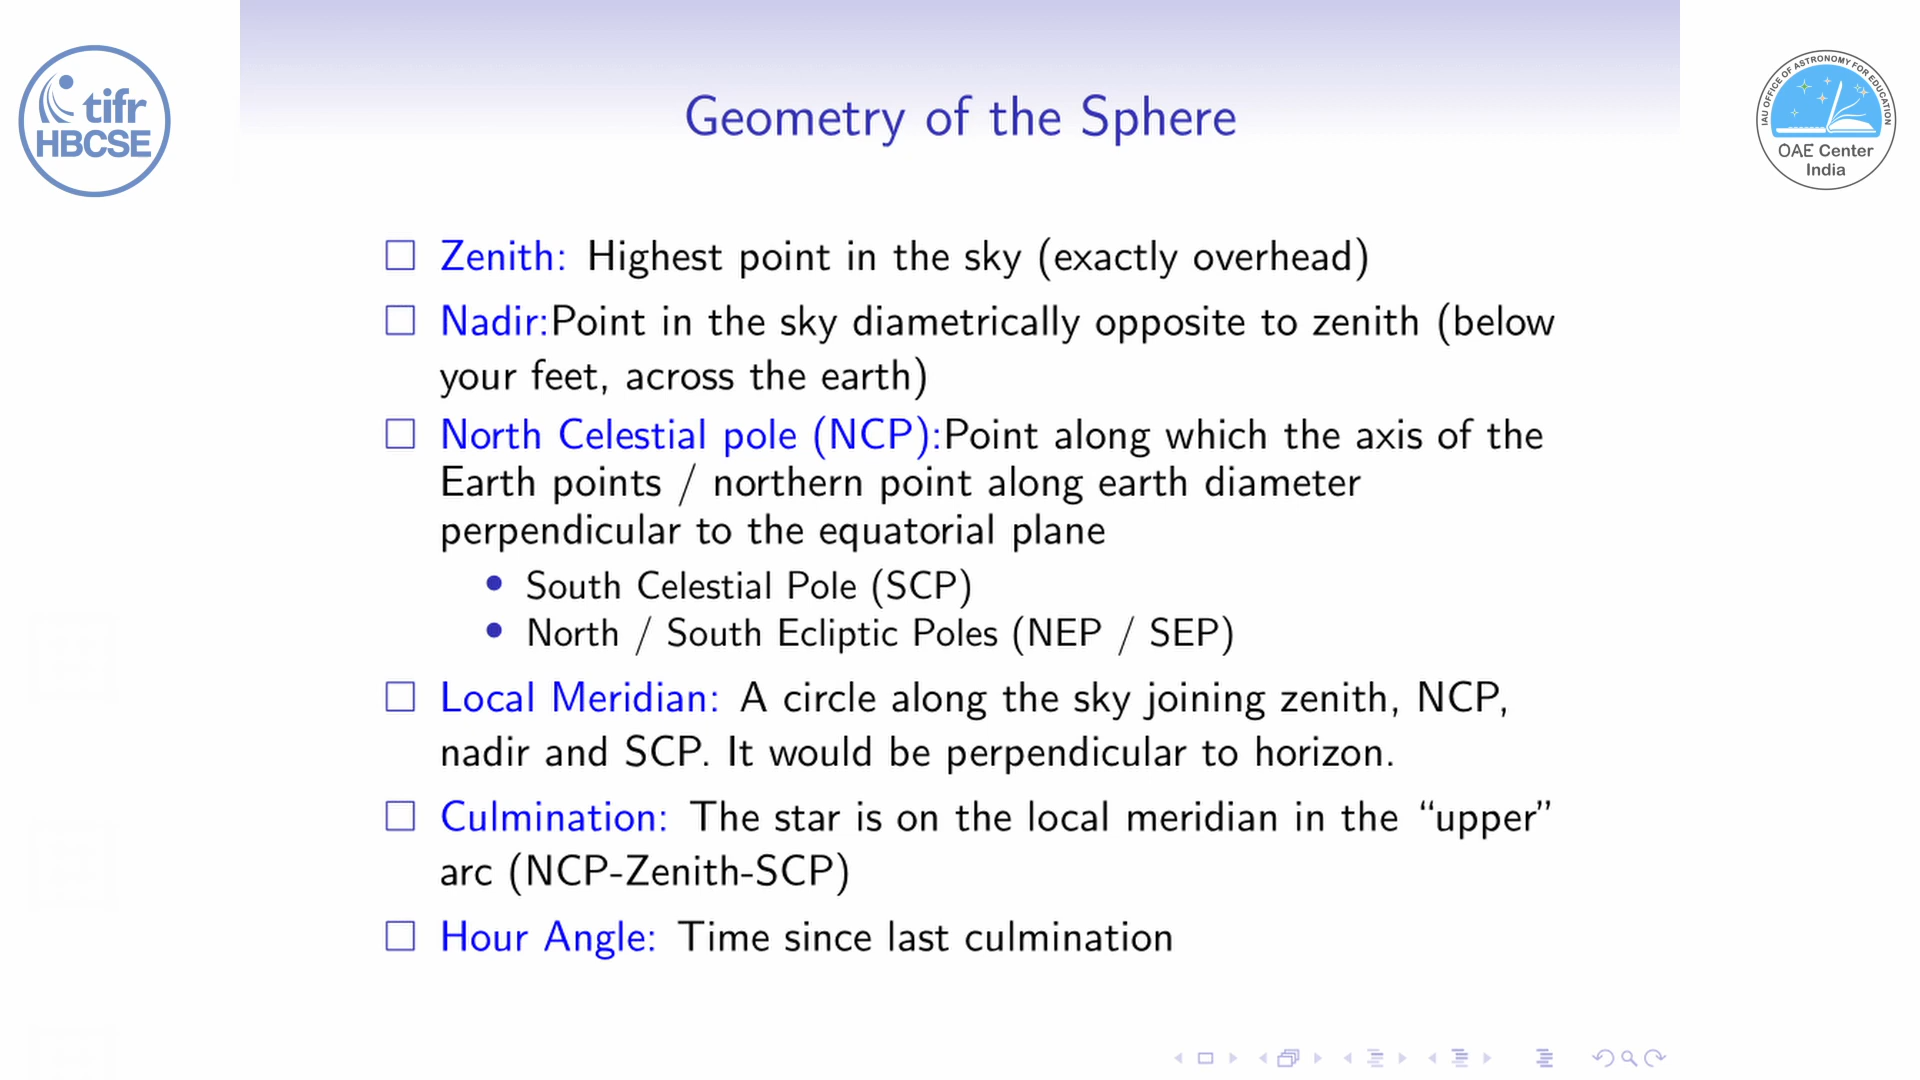 tifr
HBCSE
IAU OFFICE OF ASTRONOMY FOR EDUCATION
OAE Center
India
Geometry of the Sphere
Zenith: Highest point in the sky (exactly overhead)
Nadir:Point in the sky diametrically opposite to zenith (below
your feet, across the earth)
North Celestial pole (NCP):Point along which the axis of the
Earth points / northern point along earth diameter
perpendicular to the equatorial plane
• South Celestial Pole (SCP)
• North / South Ecliptic Poles (NEP / SEP)
Local Meridian: A circle along the sky joining zenith, NCP,
nadir and SCP. It would be perpendicular to horizon.
Culmination: The star is on the local meridian in the “upper”
arc (NCP-Zenith-SCP)
Hour Angle: Time since last culmination